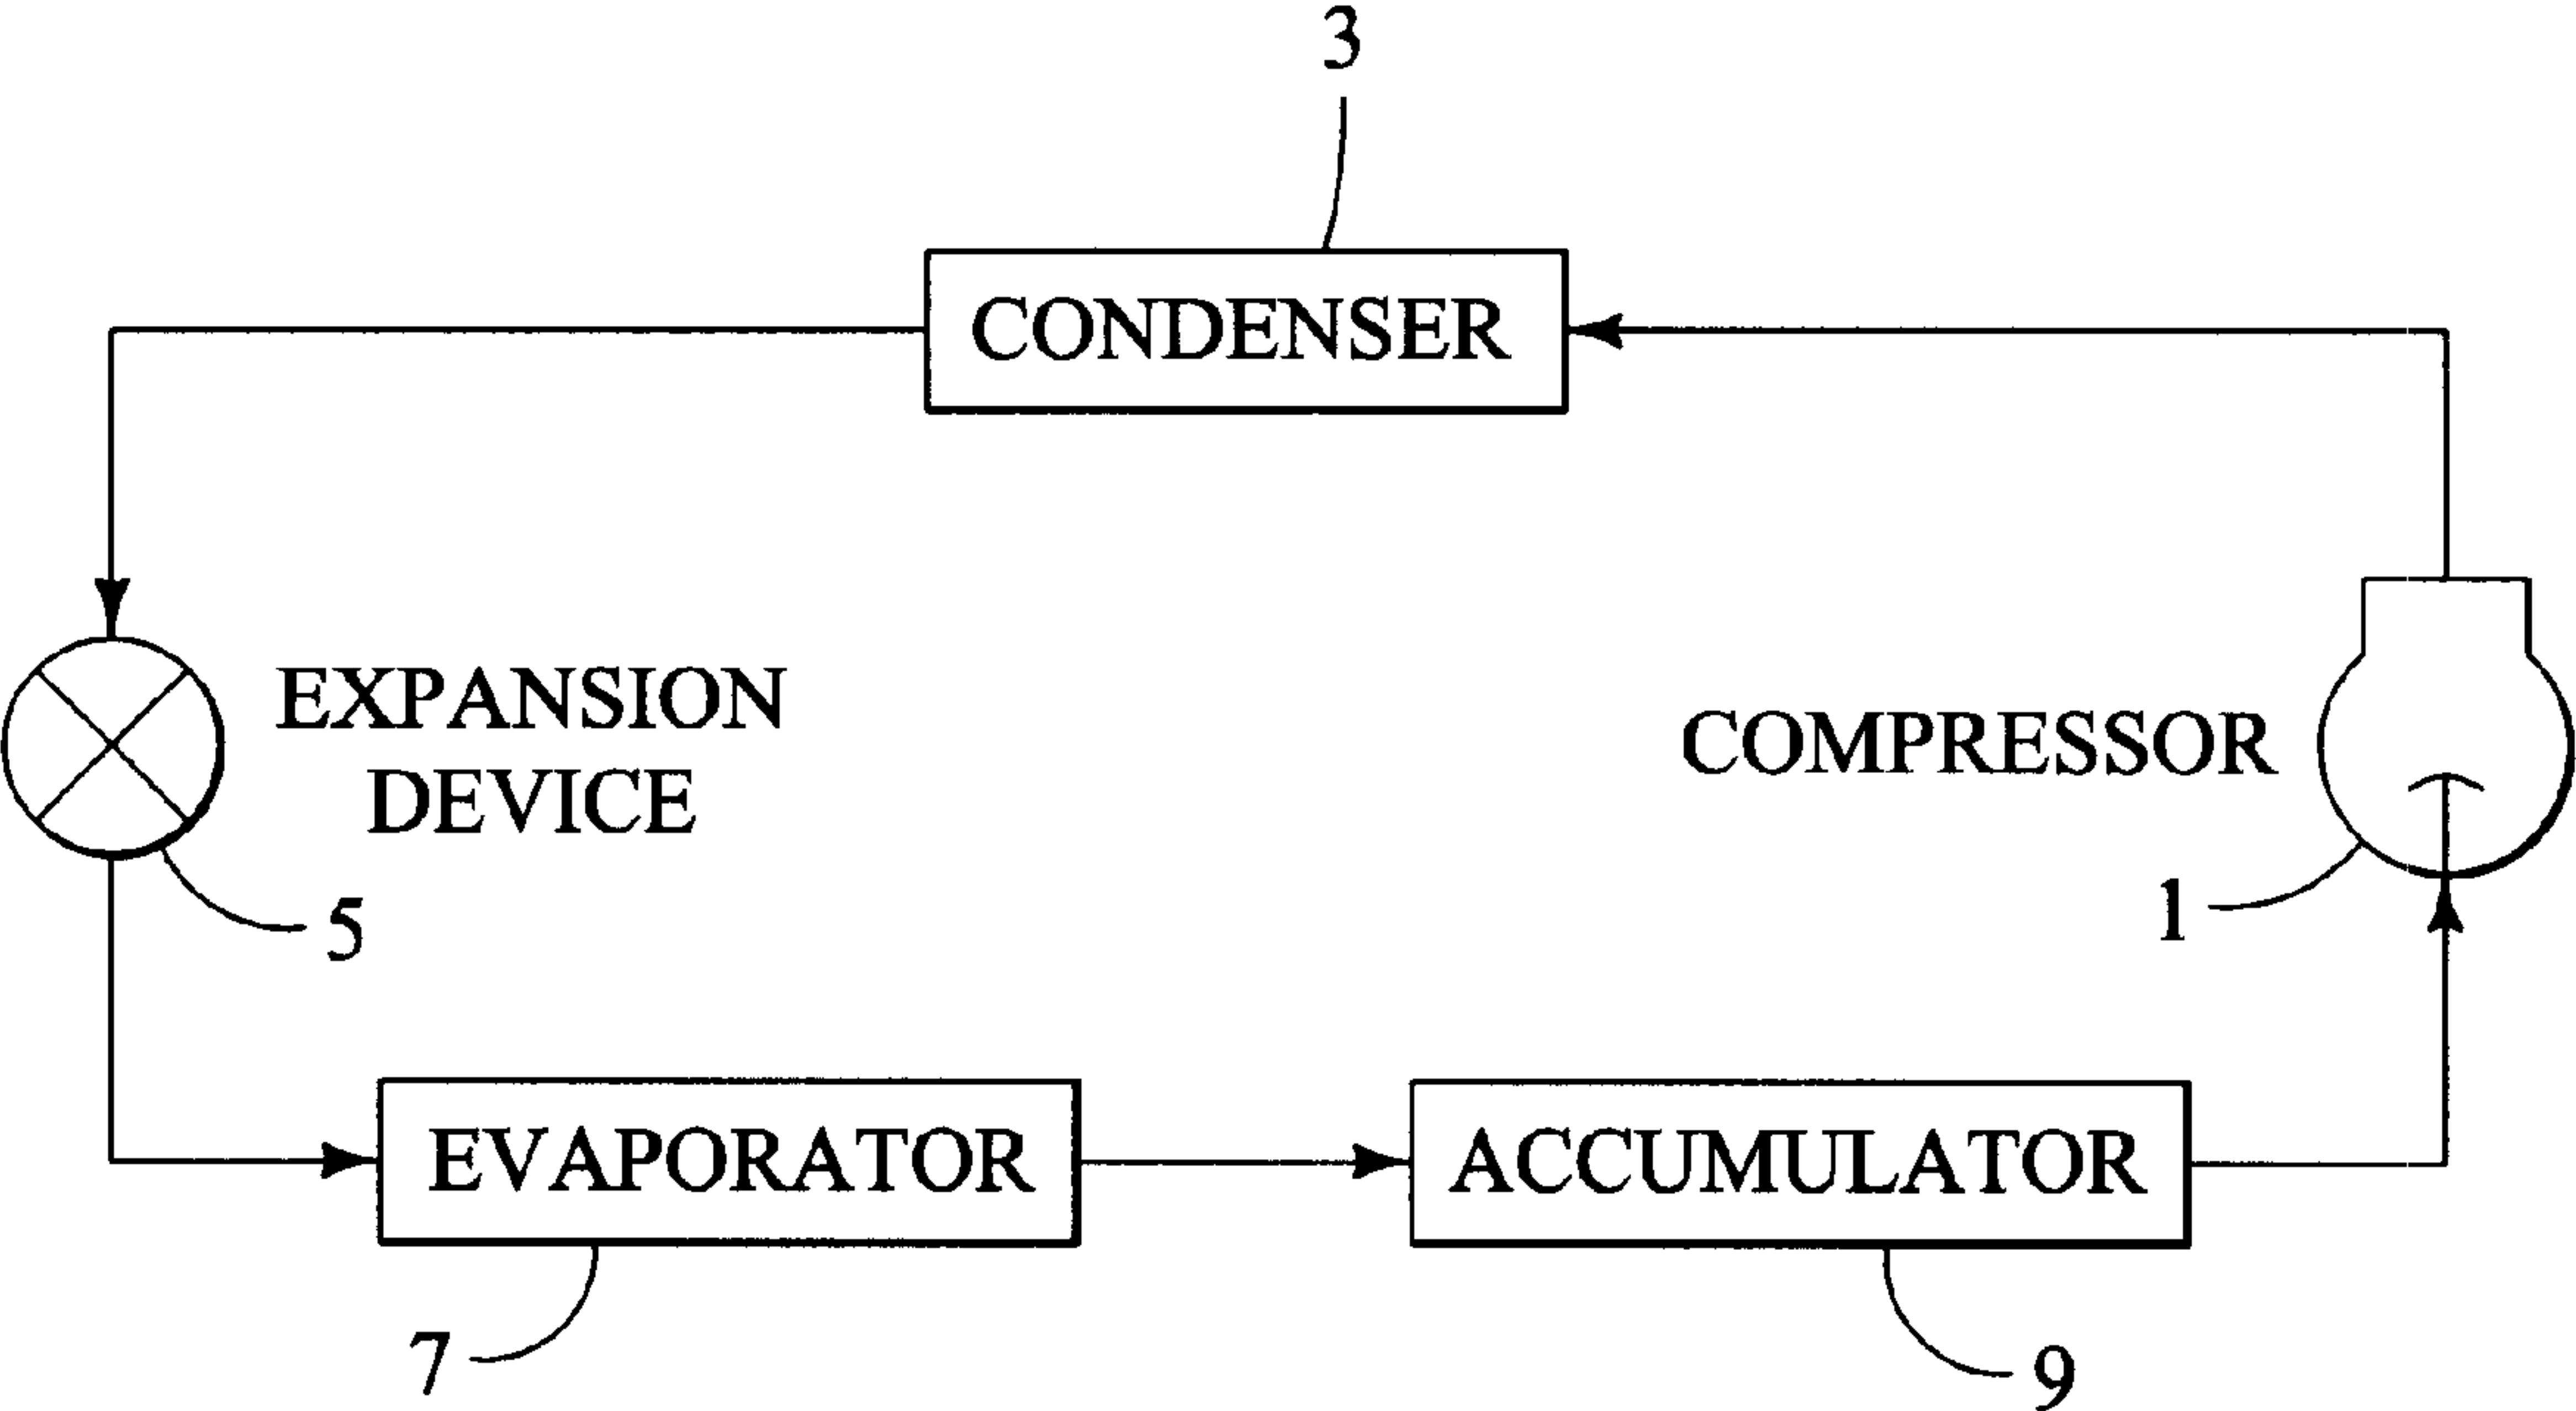 3
CONDENSER
EXPANSION
DEVICE
COMPRESSOR
5
1
EVAPORATOR
ACCUMULATOR
7
9